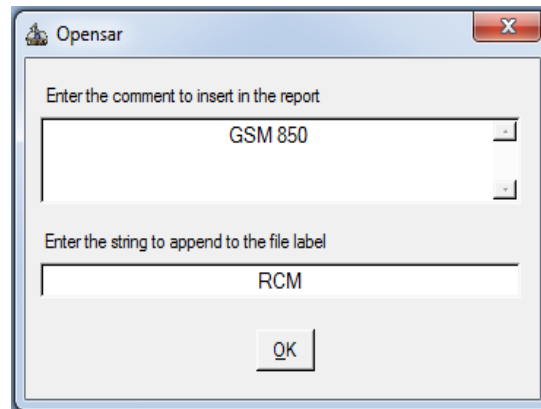 Opensar
Enter the comment to insert in the report
GSM 850
Enter the string to append to the file label
RCM
OK